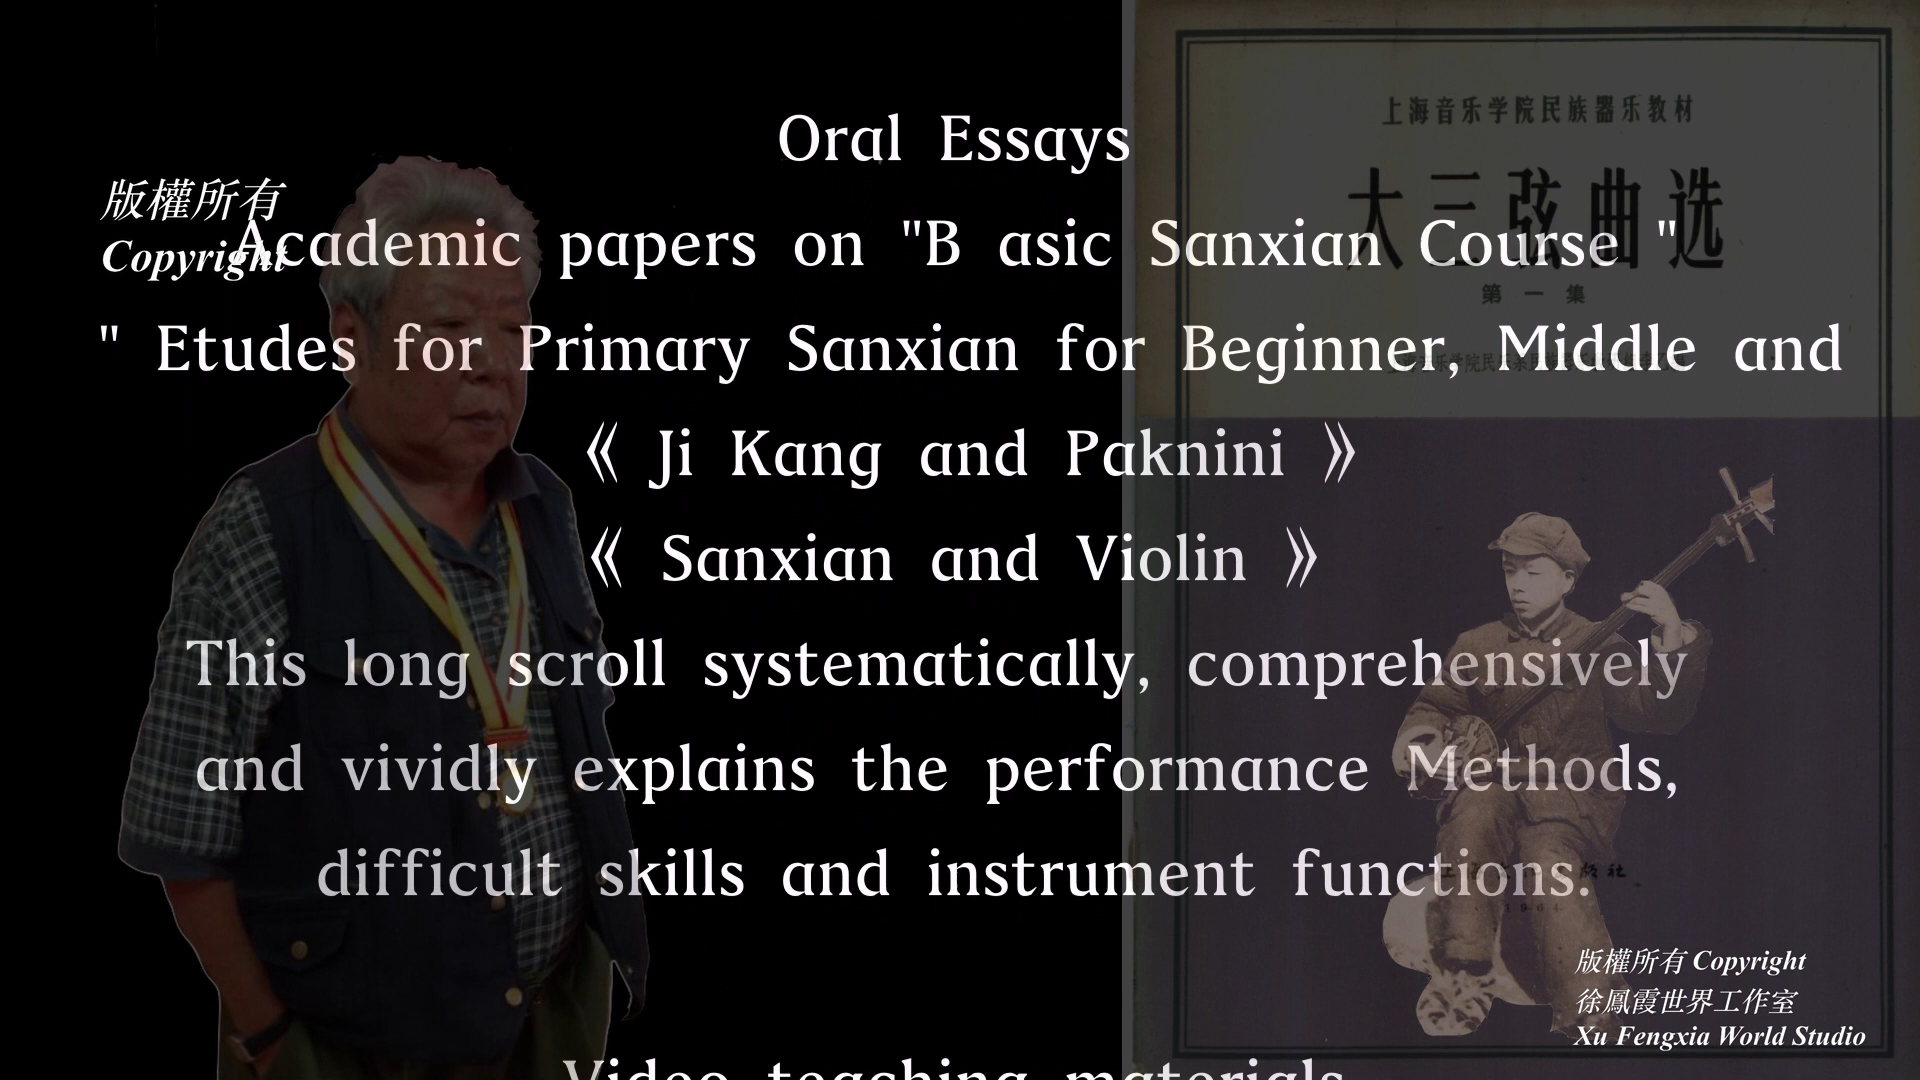 上海音乐学院民族器乐教材
大三弦曲选
第一集
版權所有
Copyright
Oral Essays
Academic papers on "B asic Sanxian Course "
" Etudes for Primary Sanxian for Beginner, Middle and
《 Ji Kang and Paknini 》
《 Sanxian and Violin 》
This long scroll systematically, comprehensively
and vividly explains the performance Methods,
difficult skills and instrument functions.
1964
版權所有 Copyright
徐鳳霞世界工作室
Xu Fengxia World Studio
Video teaching materials